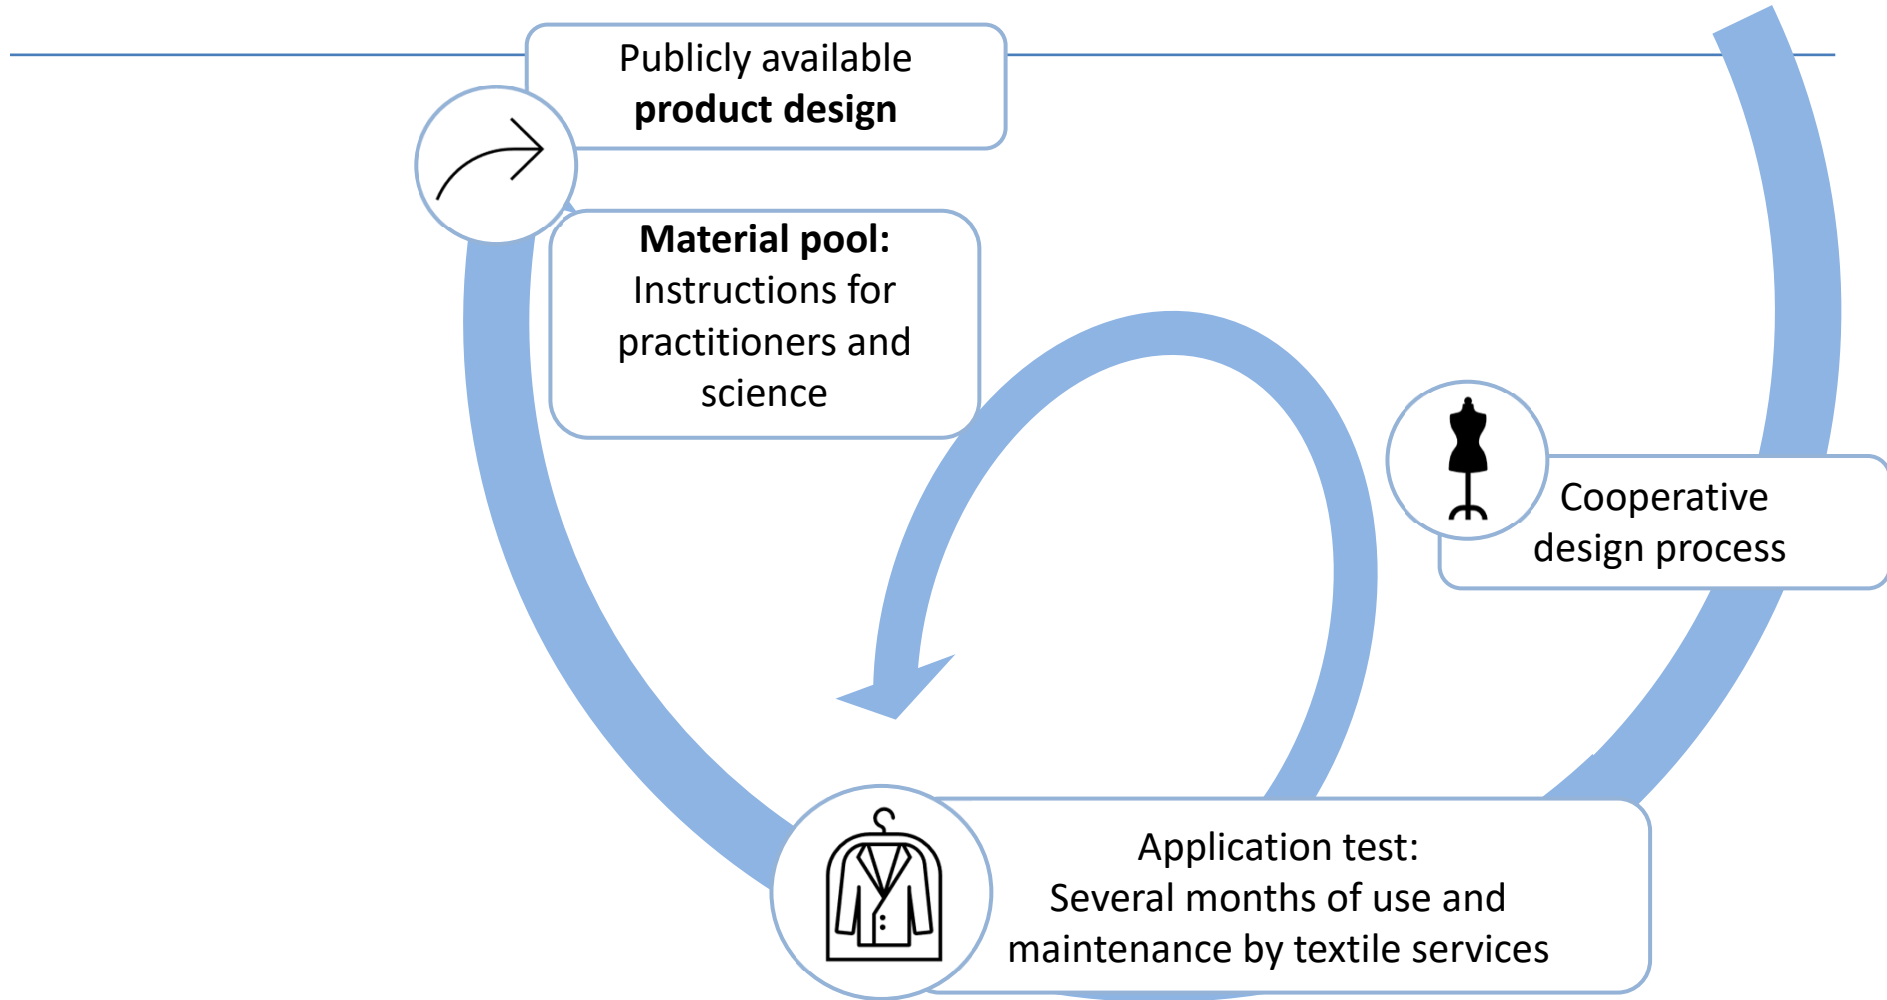 Publicly available
product design
Material pool:
Instructions for
practitioners and
science
Cooperative
design process
Application test:
Several months of use and
maintenance by textile services